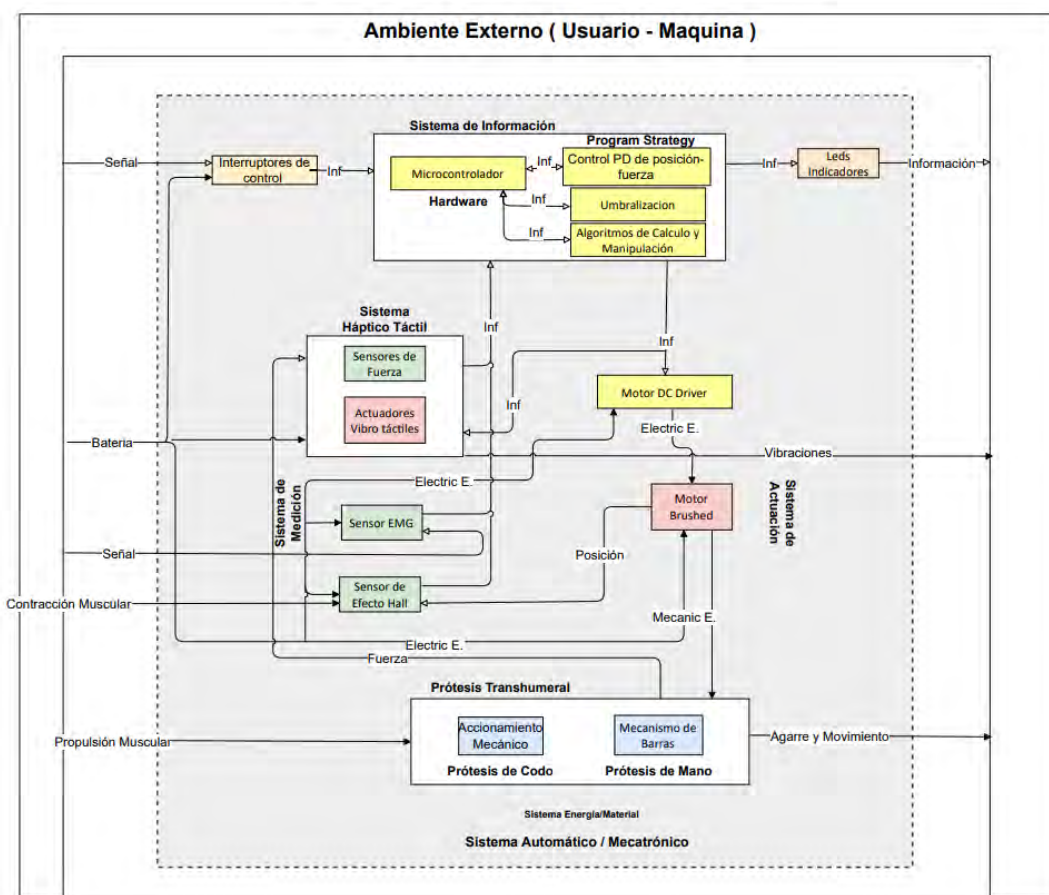 Ambiente Externo ( Usuario - Maquina )
Sistema de Información
Program Strategy
Señal
Interruptores de
control
Inf
Microcontrolador
Hardware
Inf
Control PD de posición-
fuerza
Inf
Umbralizacion
Inf
Algoritmos de Calculo y
Manipulación
Inf
Leds
Indicadores
Información
Sistema
Háptico Táctil
Inf
Inf
Sensores de
Fuerza
Actuadores
Vibro táctiles
Inf
Motor DC Driver
Electric E.
Bateria
Vibraciones
Electric E.
Sistema de
Medición
Sensor EMG
Motor
Brushed
Sistema de
Actuación
Señal
Posición
Sensor de
Efecto Hall
Contracción Muscular
Mecanic E.
Electric E.
Fuerza
Prótesis Transhumeral
Propulsión Muscular
Accionamiento
Mecánico
Mecanismo de
Barras
Agarre y Movimiento
Prótesis de Codo
Prótesis de Mano
Sistema Energía/Material
Sistema Automático / Mecatrónico